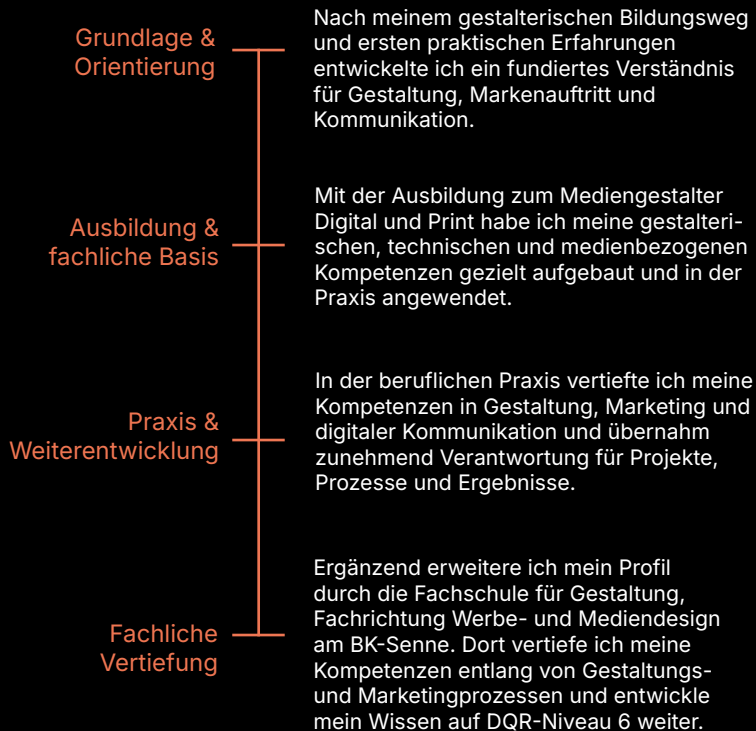 Grundlage &
Orientierung
Nach meinem gestalterischen Bildungsweg
und ersten praktischen Erfahrungen
entwickelte ich ein fundiertes Verständnis
für Gestaltung, Markenauftritt und
Kommunikation.
Ausbildung &
fachliche Basis
Mit der Ausbildung zum Mediengestalter
Digital und Print habe ich meine gestalteri-
schen, technischen und medienbezogenen
Kompetenzen gezielt aufgebaut und in der
Praxis angewendet.
Praxis &
Weiterentwicklung
In der beruflichen Praxis vertiefte ich meine
Kompetenzen in Gestaltung, Marketing und
digitaler Kommunikation und übernahm
zunehmend Verantwortung für Projekte,
Prozesse und Ergebnisse.
Fachliche
Vertiefung
Ergänzend erweitere ich mein Profil
durch die Fachschule für Gestaltung,
Fachrichtung Werbe- und Mediendesign
am BK-Senne. Dort vertiefe ich meine
Kompetenzen entlang von Gestaltungs-
und Marketingprozessen und entwickle
mein Wissen auf DQR-Niveau 6 weiter.